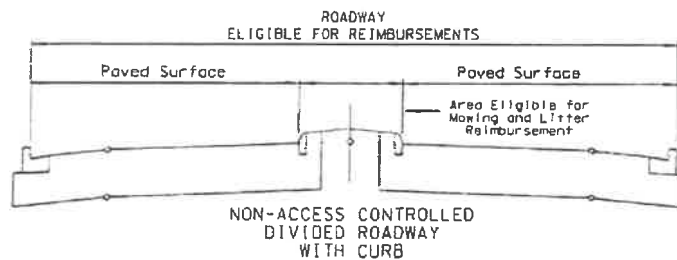 ROADWAY
ELIGIBLE FOR REIMBURSEMENTS
Paved Surface
Paved Surface
Area Eligible for
Mowing and Litter
Reimbursement
NON-ACCESS CONTROLLED
DIVIDED ROADWAY
WITH CURB